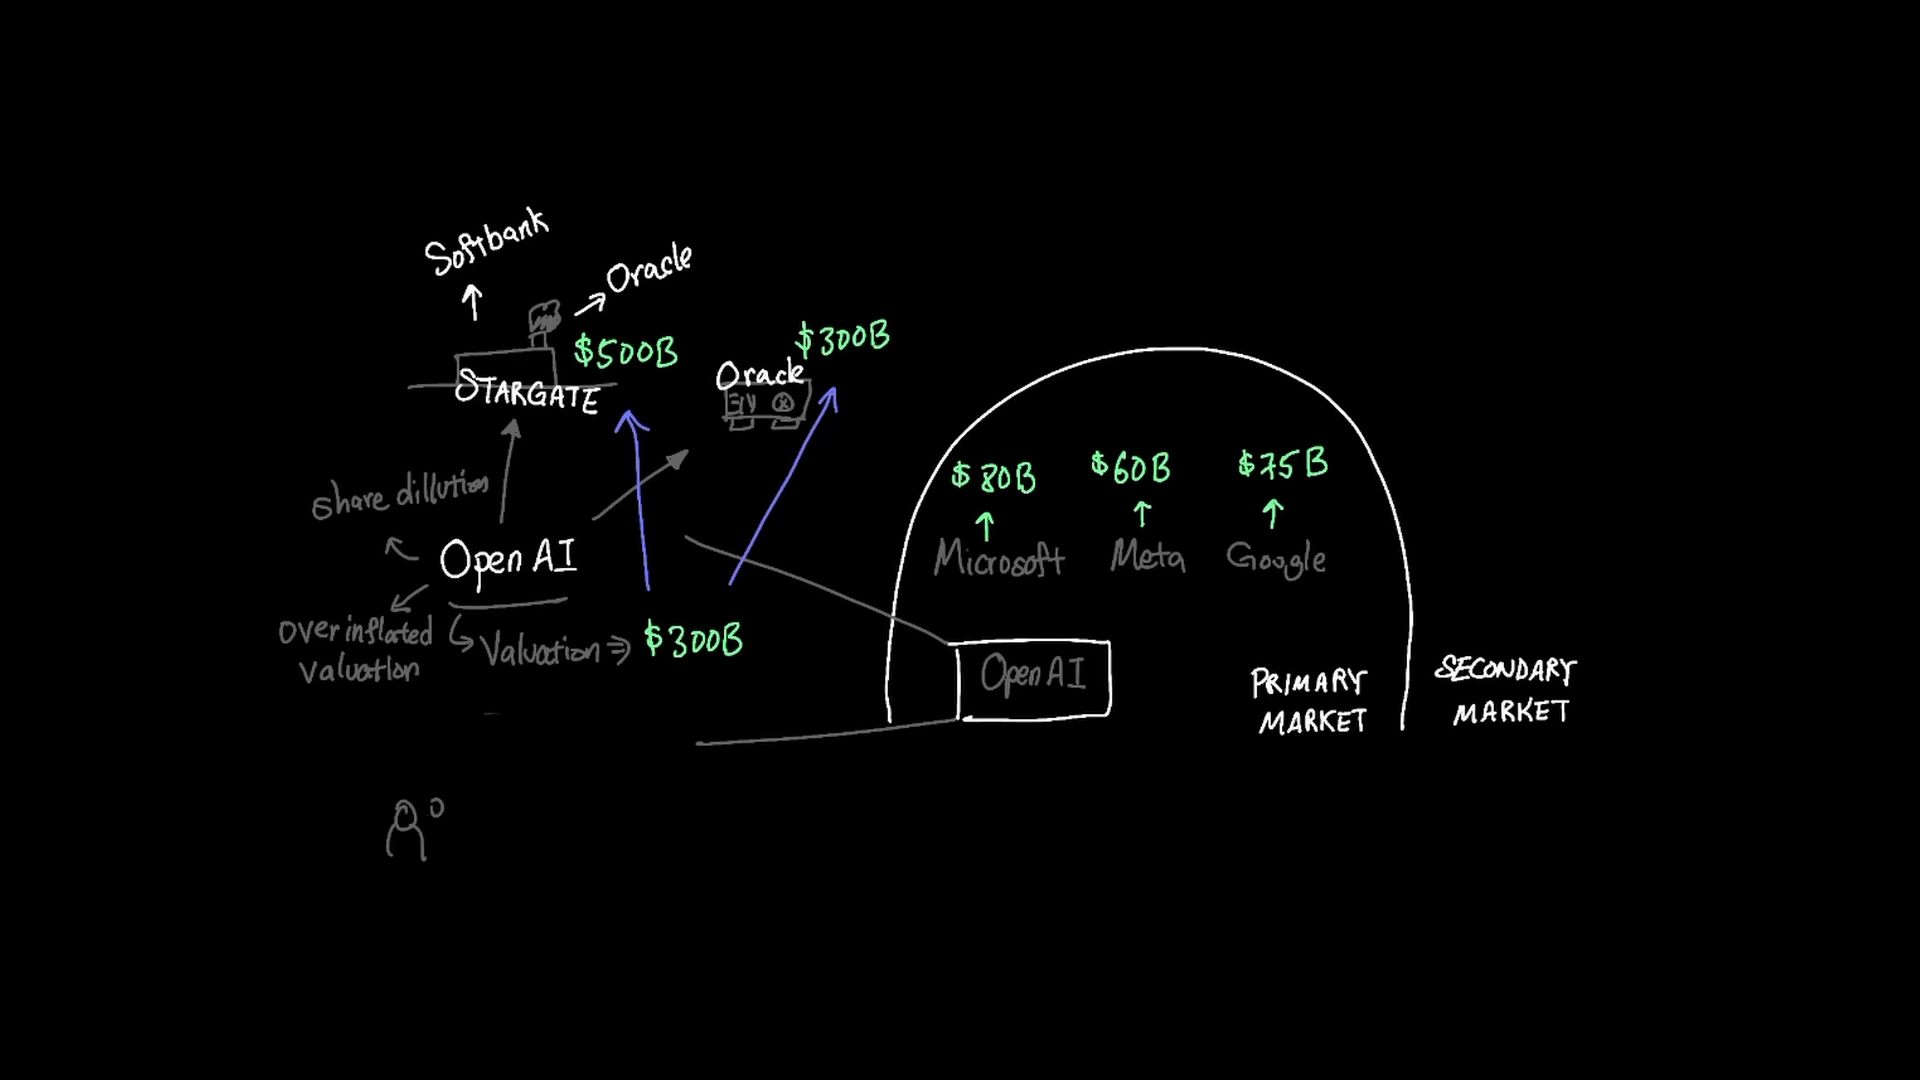 Softbank
Oracle
$500B
STARGATE
$300B
Oracle
share dillution
Open AI
Over inflated
valuation
Valuation ⇒ $300B
$80B
$60B
$75B
Microsoft
Meta
Google
Open AI
PRIMARY
MARKET
SECONDARY
MARKET